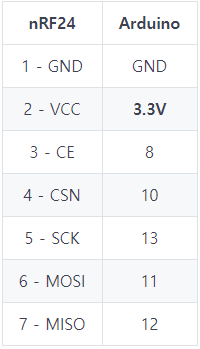 nRF24 Arduino
1 - GND GND
2 - VCC 3.3V
3 - CE 8
4 - CSN 10
5 - SCK 13
6 - MOSI 11
7 - MISO 12